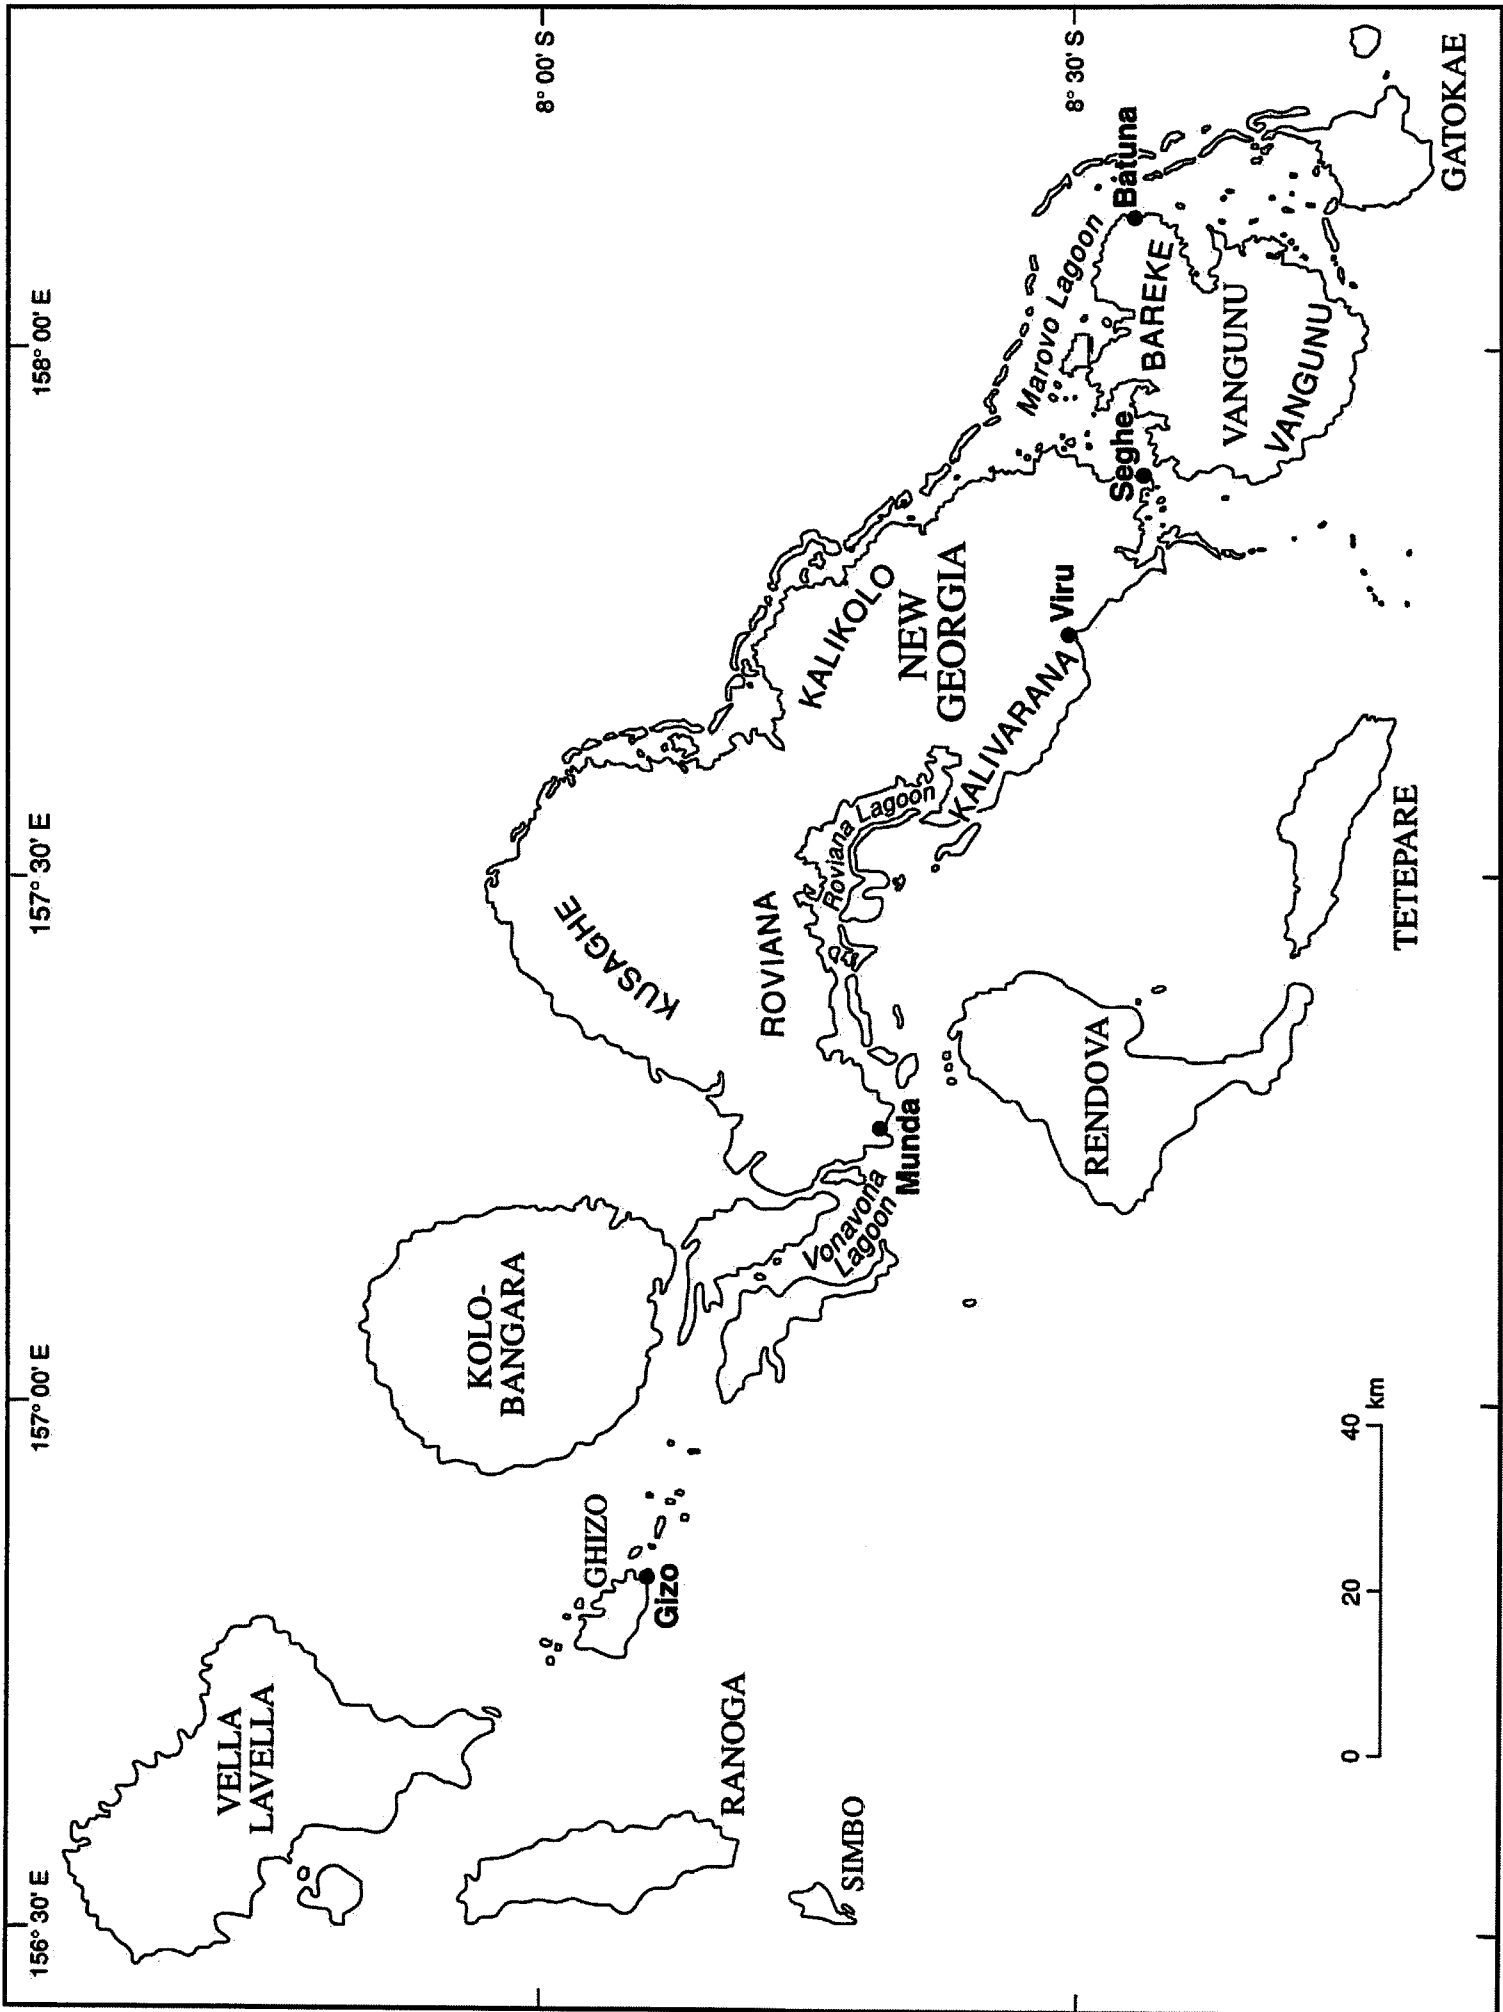 156° 30' E
157° 00' E
157° 30' E
158° 00' E
8° 00' S
8° 30' S
VELLA
LAVELLA
RANOGA
SIMBO
GHIZO
Gizo
KOLO-
BANGARA
KUSAGHE
ROVIANA
Roviana Lagoon
Vonavona
Lagoon
Munda
KALIKOLO
NEW
GEORGIA
KALIVARANA
Viru
Marovo Lagoon
Seghe
Batuna
BAREKE
VANGUNU
VANGUNU
GATOKAE
RENDOVA
TETEPARE
0
20
40
km